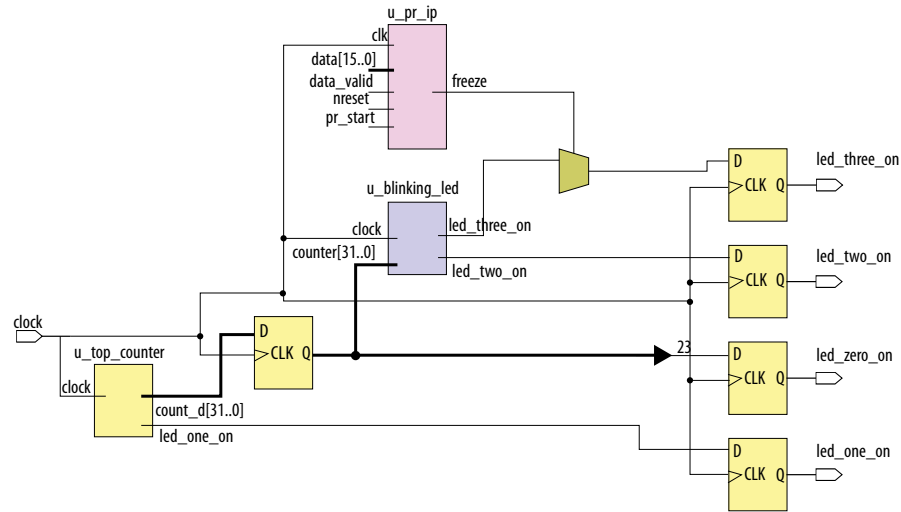 u_pr_ip
clk
data[15..0]
data_valid
nreset
pr_start
freeze
u_blinking_led
clock
counter[31..0]
led_three_on
led_two_on
D
CLK Q
led_three_on
D
CLK Q
led_two_on
clock
u_top_counter
clock
count_d[31..0]
led_one_on
D
CLK Q
23
D
CLK Q
led_zero_on
D
CLK Q
led_one_on